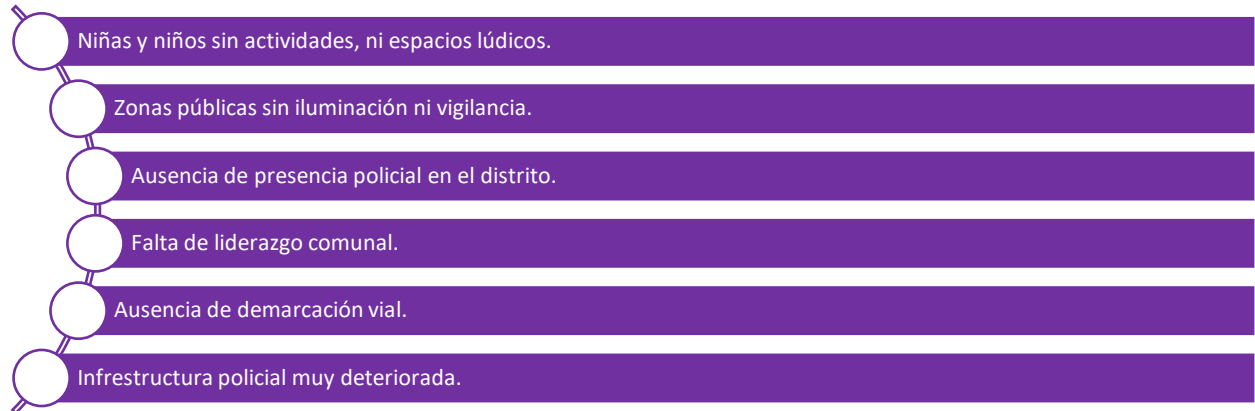 Niñas y niños sin actividades, ni espacios lúdicos.
Zonas públicas sin iluminación ni vigilancia.
Ausencia de presencia policial en el distrito.
Falta de liderazgo comunal.
Ausencia de demarcación vial.
Infrestructura policial muy deteriorada.